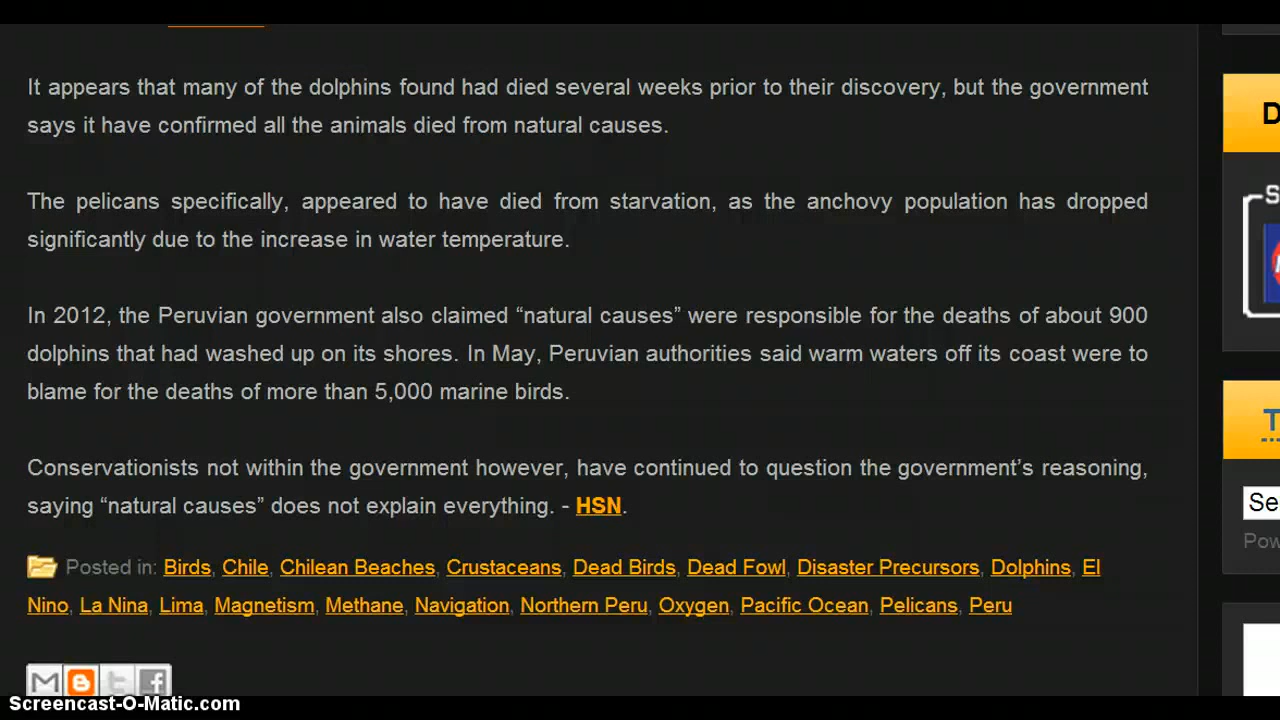 It appears that many of the dolphins found had died several weeks prior to their discovery, but the government
says it have confirmed all the animals died from natural causes.
The pelicans specifically, appeared to have died from starvation, as the anchovy population has dropped
significantly due to the increase in water temperature.
In 2012, the Peruvian government also claimed “natural causes” were responsible for the deaths of about 900
dolphins that had washed up on its shores. In May, Peruvian authorities said warm waters off its coast were to
blame for the deaths of more than 5,000 marine birds.
Conservationists not within the government however, have continued to question the government’s reasoning,
saying “natural causes” does not explain everything. - HSN.
Posted in: Birds, Chile, Chilean Beaches, Crustaceans, Dead Birds, Dead Fowl, Disaster Precursors, Dolphins, El
Nino, La Nina, Lima, Magnetism, Methane, Navigation, Northern Peru, Oxygen, Pacific Ocean, Pelicans, Peru
Screencast-O-Matic.com